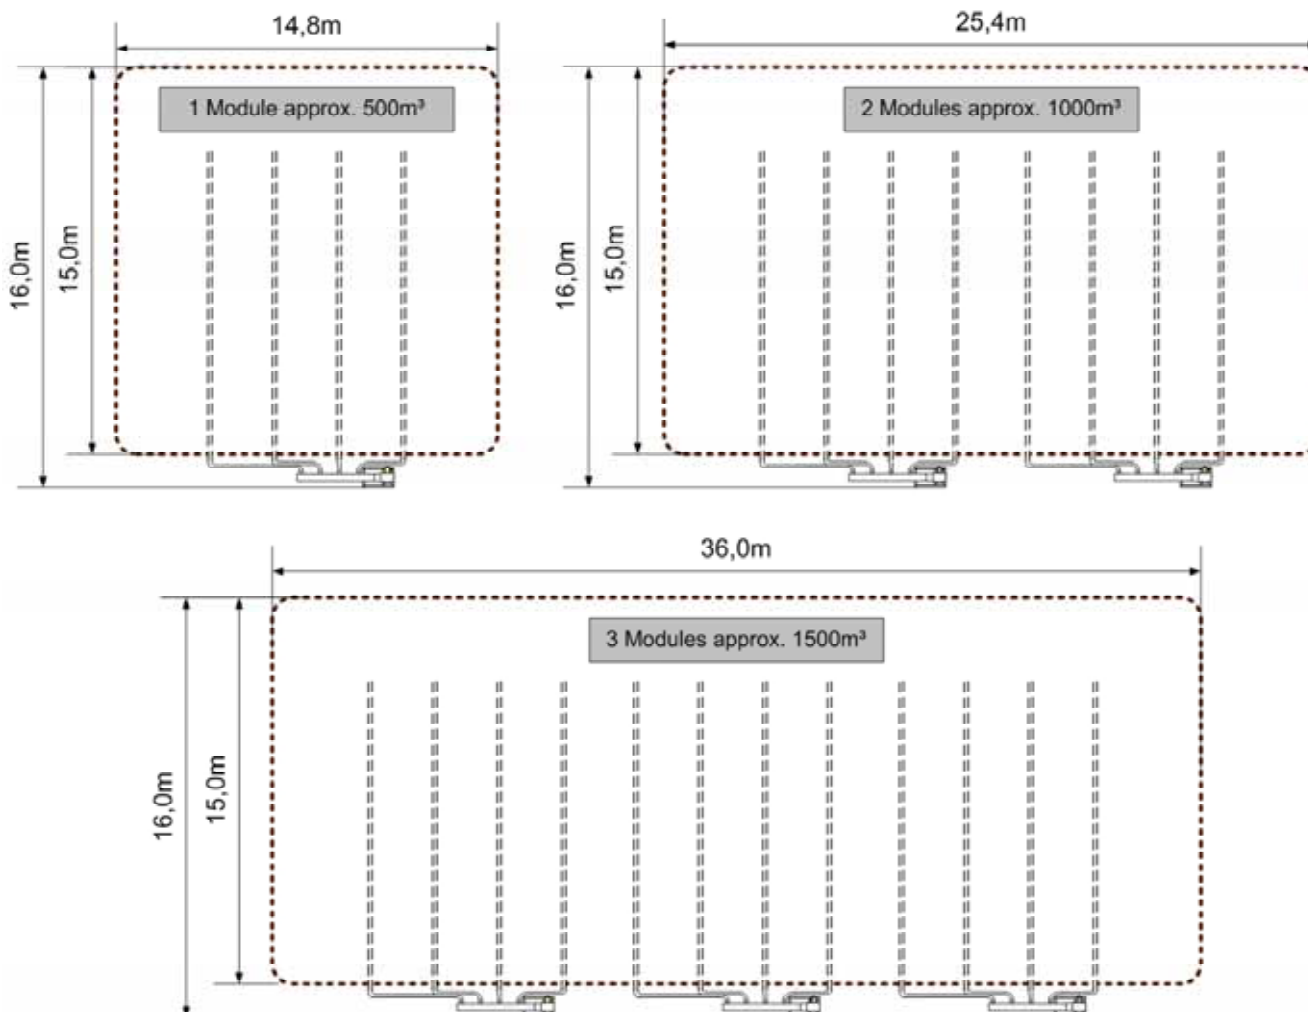 14,8m
25,4m
1 Module approx. 500m³
2 Modules approx. 1000m³
16,0m
15,0m
16,0m
15,0m
36,0m
3 Modules approx. 1500m³
16,0m
15,0m